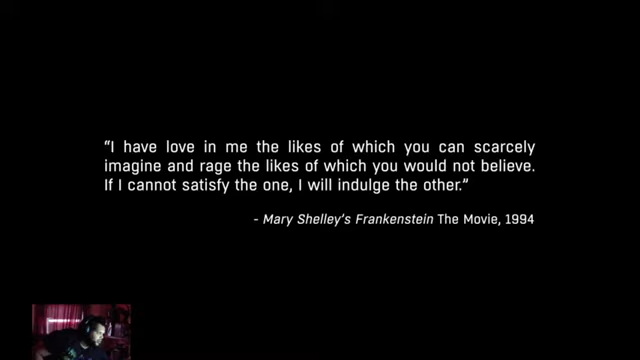 “I have love in me the likes of which you can scarcely
imagine and rage the likes of which you would not believe.
If I cannot satisfy the one, I will indulge the other.”
- Mary Shelley’s Frankenstein The Movie, 1994